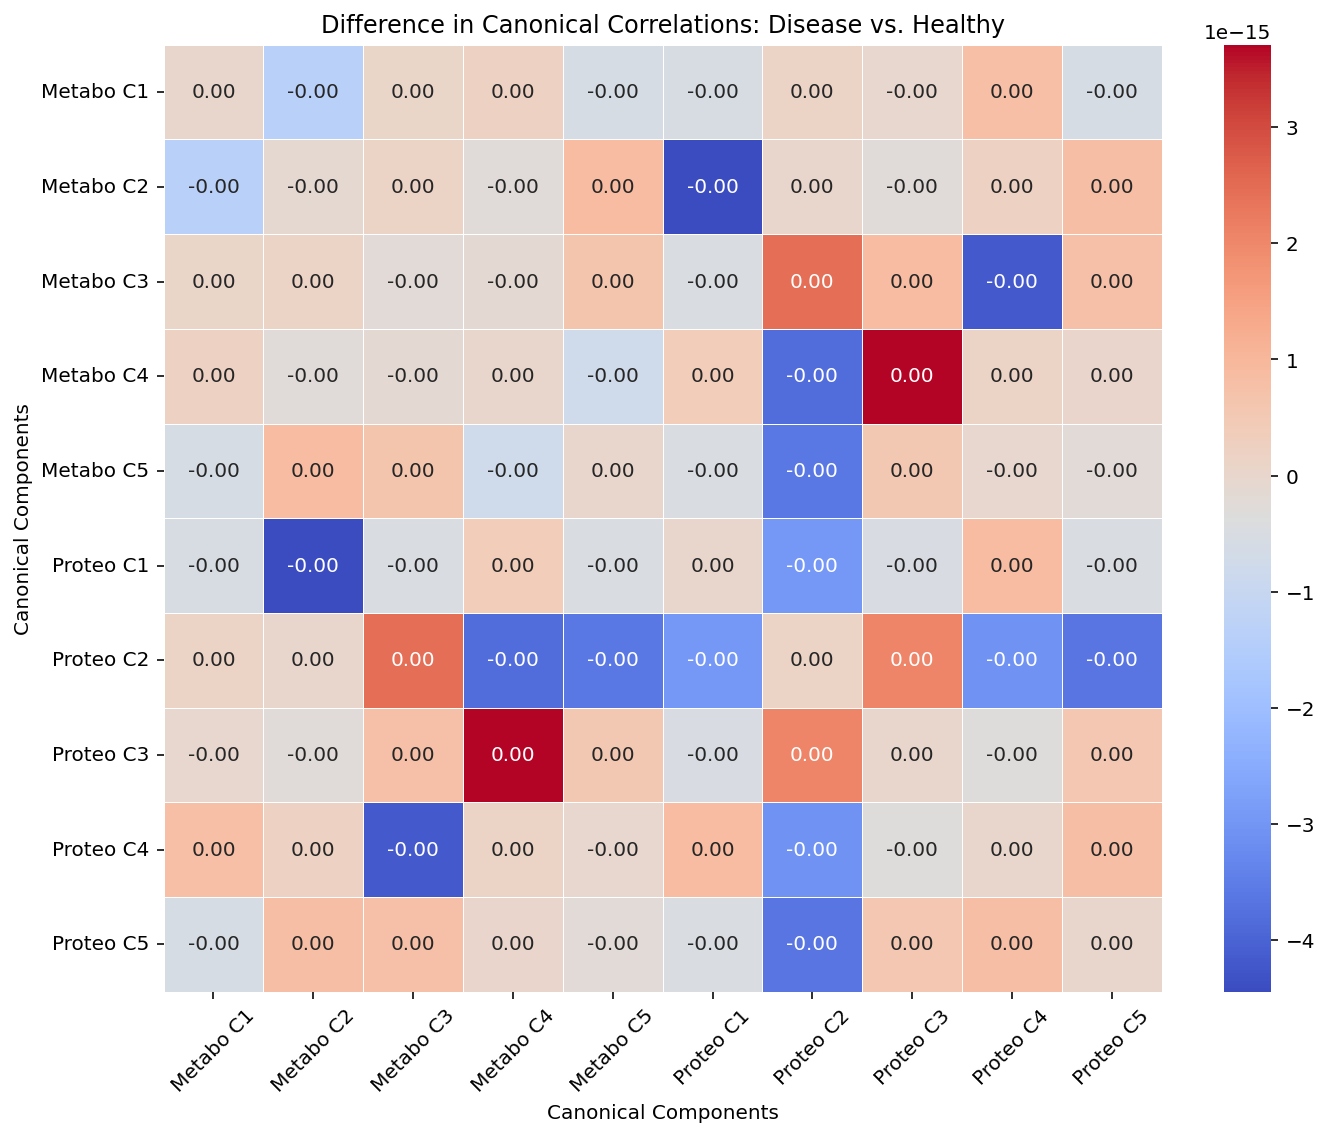 Difference in Canonical Correlations: Disease vs. Healthy
1e−15
Metabo C1 0.00 -0.00 0.00 0.00 -0.00 -0.00 0.00 -0.00 0.00 -0.00
Metabo C2 -0.00 -0.00 0.00 -0.00 0.00 -0.00 0.00 -0.00 0.00 0.00
Metabo C3 0.00 0.00 -0.00 -0.00 0.00 -0.00 0.00 0.00 -0.00 0.00
Metabo C4 0.00 -0.00 -0.00 0.00 -0.00 0.00 -0.00 0.00 0.00 0.00
Metabo C5 -0.00 0.00 0.00 -0.00 0.00 -0.00 -0.00 0.00 -0.00 -0.00
Proteo C1 -0.00 -0.00 -0.00 0.00 -0.00 0.00 -0.00 -0.00 0.00 -0.00
Proteo C2 0.00 0.00 0.00 -0.00 -0.00 -0.00 0.00 0.00 -0.00 -0.00
Proteo C3 -0.00 -0.00 0.00 0.00 0.00 -0.00 0.00 0.00 -0.00 0.00
Proteo C4 0.00 0.00 -0.00 0.00 -0.00 0.00 -0.00 -0.00 0.00 0.00
Proteo C5 -0.00 0.00 0.00 0.00 -0.00 -0.00 -0.00 0.00 0.00 0.00
Canonical Components
Metabo C1 Metabo C2 Metabo C3 Metabo C4 Metabo C5 Proteo C1 Proteo C2 Proteo C3 Proteo C4 Proteo C5
Canonical Components
3
2
1
0
−1
−2
−3
−4